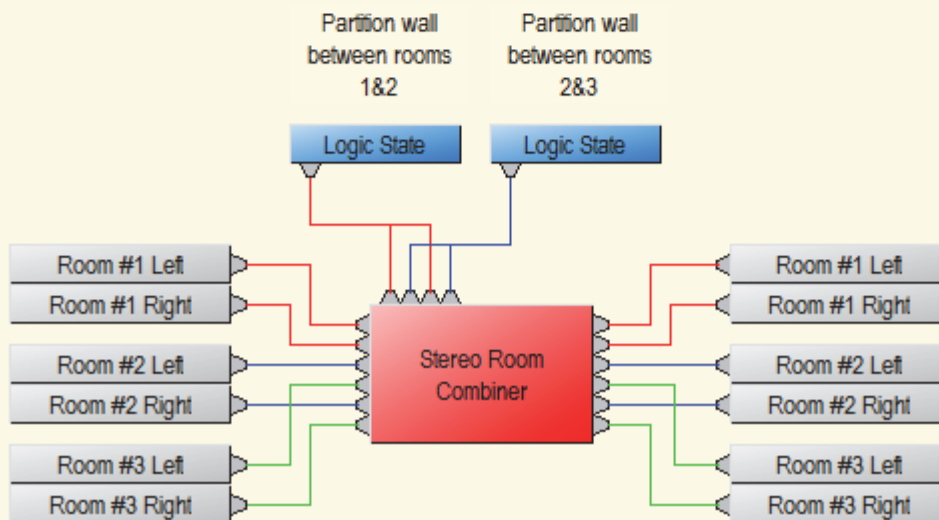 Partition wall
between rooms
1&2
Partition wall
between rooms
2&3
Logic State
Logic State
Room #1 Left
Room #1 Right
Room #2 Left
Room #2 Right
Room #3 Left
Room #3 Right
Stereo Room
Combiner
Room #1 Left
Room #1 Right
Room #2 Left
Room #2 Right
Room #3 Left
Room #3 Right